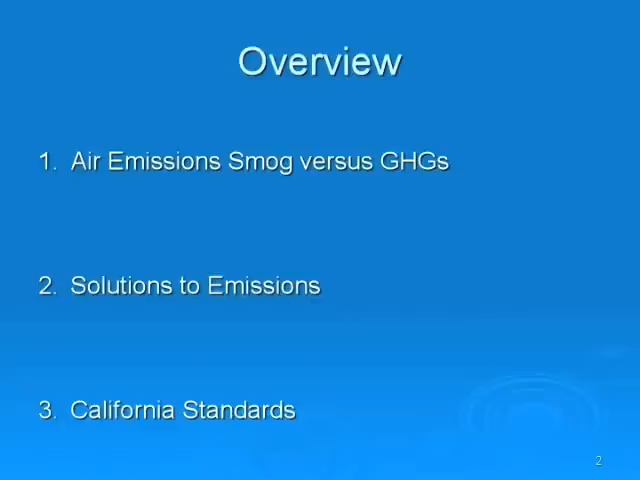 Overview
1. Air Emissions Smog versus GHGs
2. Solutions to Emissions
3. California Standards
2